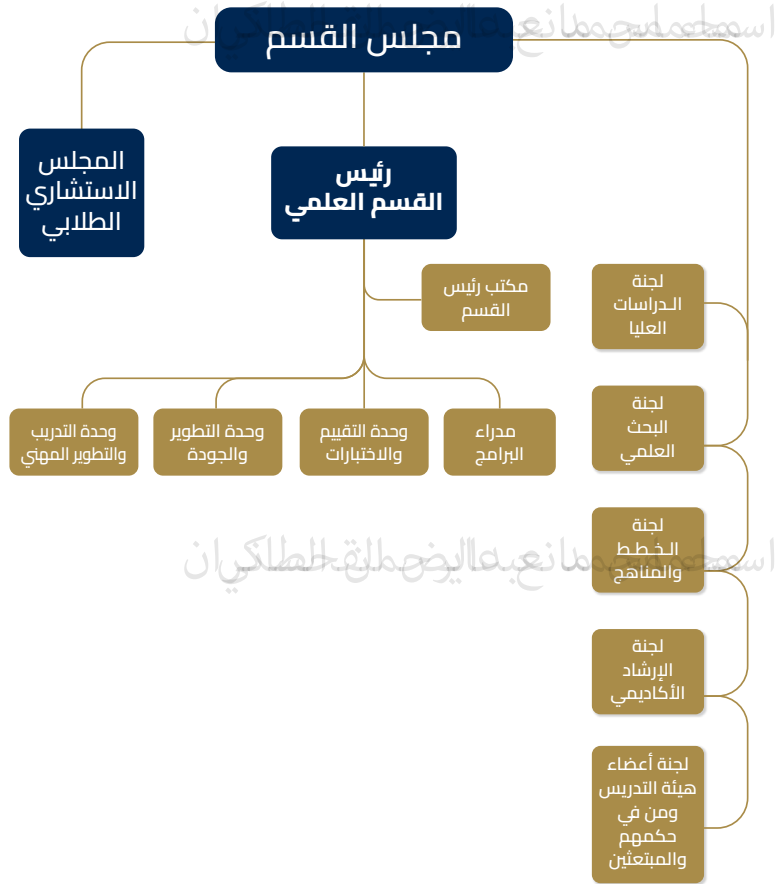 مجلس القسم
المجلس
الاستشاري
الطلابي
رئيس
القسم العلمي
مكتب رئيس
القسم
لجنة
الـدراسات
العليا
مدراء
البرامج
وحدة التقييم
والاختبارات
وحدة التطوير
والجودة
وحدة التدريب
والتطوير المهني
لجنة
البحث
العلمي
لجنة
الـخـطـط
والمناهج
لجنة
الإرشاد
الأكاديمي
لجنة أعضاء
هيئة التدريس
ومن في
حكمهم
والمبتعثين